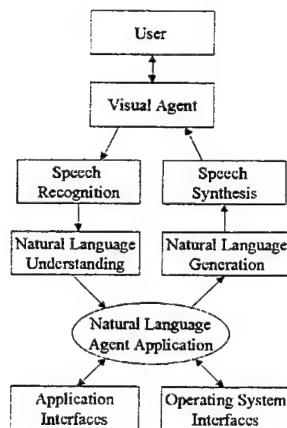 User
Visual Agent
Speech
Recognition
Speech
Synthesis
Natural Language
Understanding
Natural Language
Generation
Natural Language
Agent Application
Application
Interfaces
Operating System
Interfaces